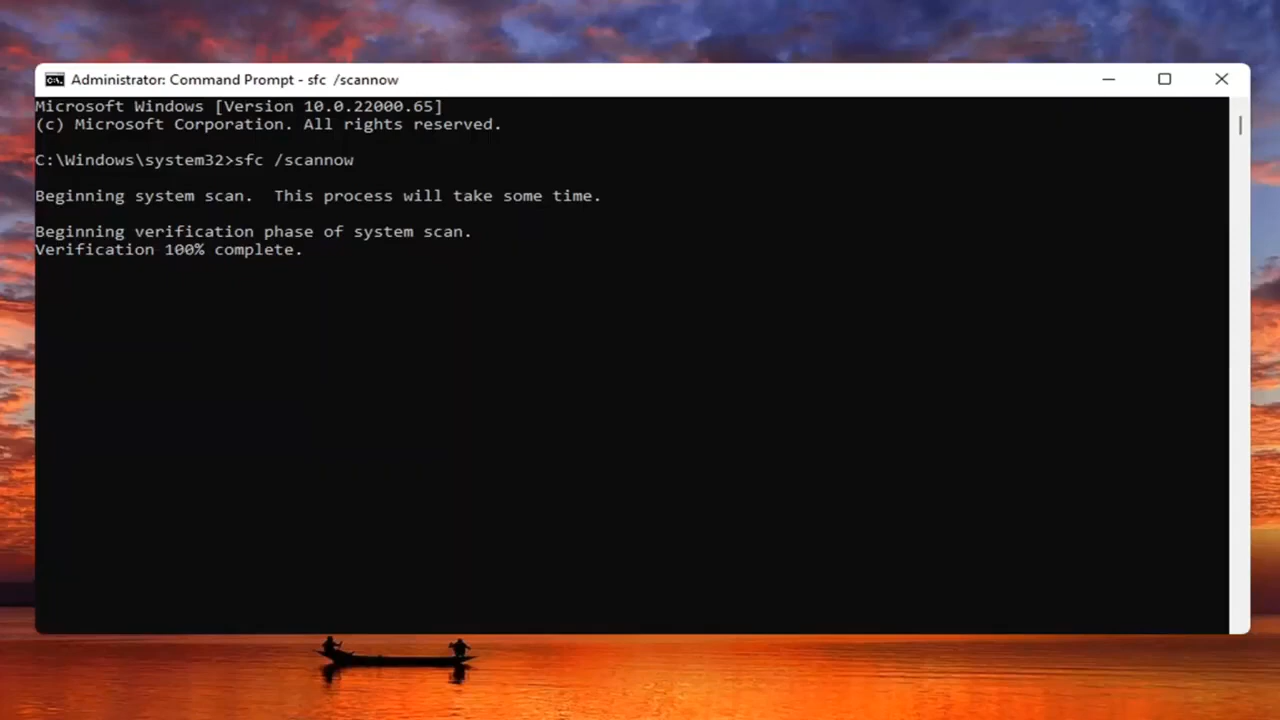 Administrator: Command Prompt - sfc  /scannow
Microsoft Windows [Version 10.0.22000.65]
(c) Microsoft Corporation. All rights reserved.
C:\Windows\system32>sfc /scannow
Beginning system scan.  This process will take some time.
Beginning verification phase of system scan.
Verification 100% complete.